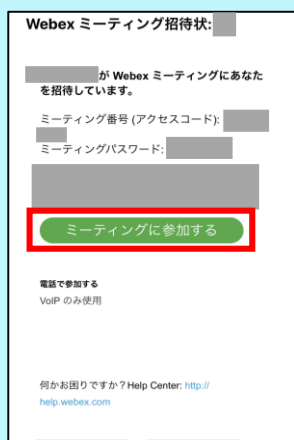 Webex ミーティング招待状:
が Webex ミーティングにあなた
を招待しています。
ミーティング番号 (アクセスコード):
ミーティングパスワード:
ミーティングに参加する
電話で参加する
VoIP のみ使用
何かお困りですか？Help Center: http://
help.webex.com